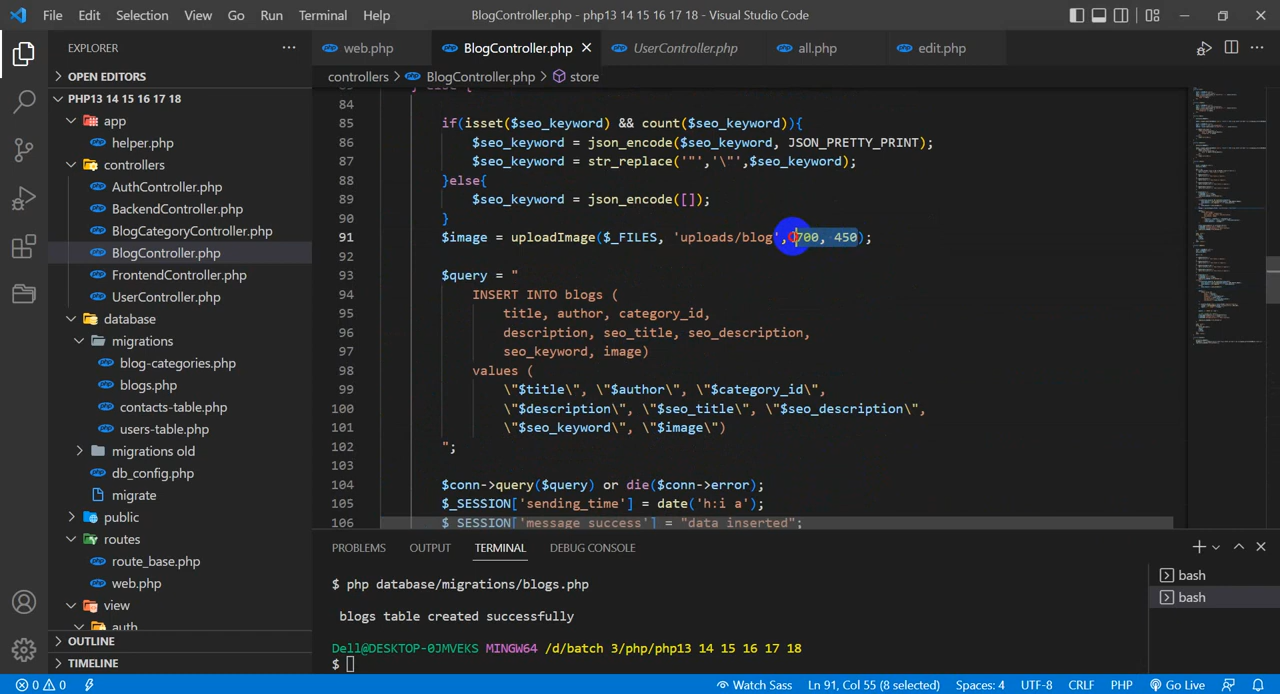 File Edit Selection View Go Run Terminal Help
BlogController.php - php13 14 15 16 17 18 - Visual Studio Code
EXPLORER
OPEN EDITORS
PHP13 14 15 16 17 18
app
helper.php
controllers
AuthController.php
BackendController.php
BlogCategoryController.php
BlogController.php
FrontendController.php
UserController.php
database
migrations
blog-categories.php
blogs.php
contacts-table.php
users-table.php
migrations old
db_config.php
migrate
public
routes
route_base.php
web.php
view
auth
OUTLINE
TIMELINE
web.php BlogController.php UserController.php all.php edit.php
controllers > BlogController.php > store
84
85 if(isset($seo_keyword) && count($seo_keyword)){
86 $seo_keyword = json_encode($seo_keyword, JSON_PRETTY_PRINT);
87 $seo_keyword = str_replace('"','\"',$seo_keyword);
88 }else{
89 $seo_keyword = json_encode([]);
90 }
91 $image = uploadImage($_FILES, 'uploads/blog', 700, 450);
92
93 $query = "
94 INSERT INTO blogs (
95 title, author, category_id,
96 description, seo_title, seo_description,
97 seo_keyword, image)
98 values (
99 \"$title\", \"$author\", \"$category_id\",
100 \"$description\", \"$seo_title\", \"$seo_description\",
101 \"$seo_keyword\", \"$image\")
102 ";
103
104 $conn->query($query) or die($conn->error);
105 $_SESSION['sending_time'] = date('h:i a');
106 $_SESSION['message_success'] = "data inserted";
PROBLEMS OUTPUT TERMINAL DEBUG CONSOLE
$ php database/migrations/blogs.php
blogs table created successfully
Dell@DESKTOP-0JMVEKS MINGW64 /d/batch 3/php/php13 14 15 16 17 18
$
bash
bash
0 0 Watch Sass Ln 91, Col 55 (8 selected) Spaces: 4 UTF-8 CRLF PHP Go Live